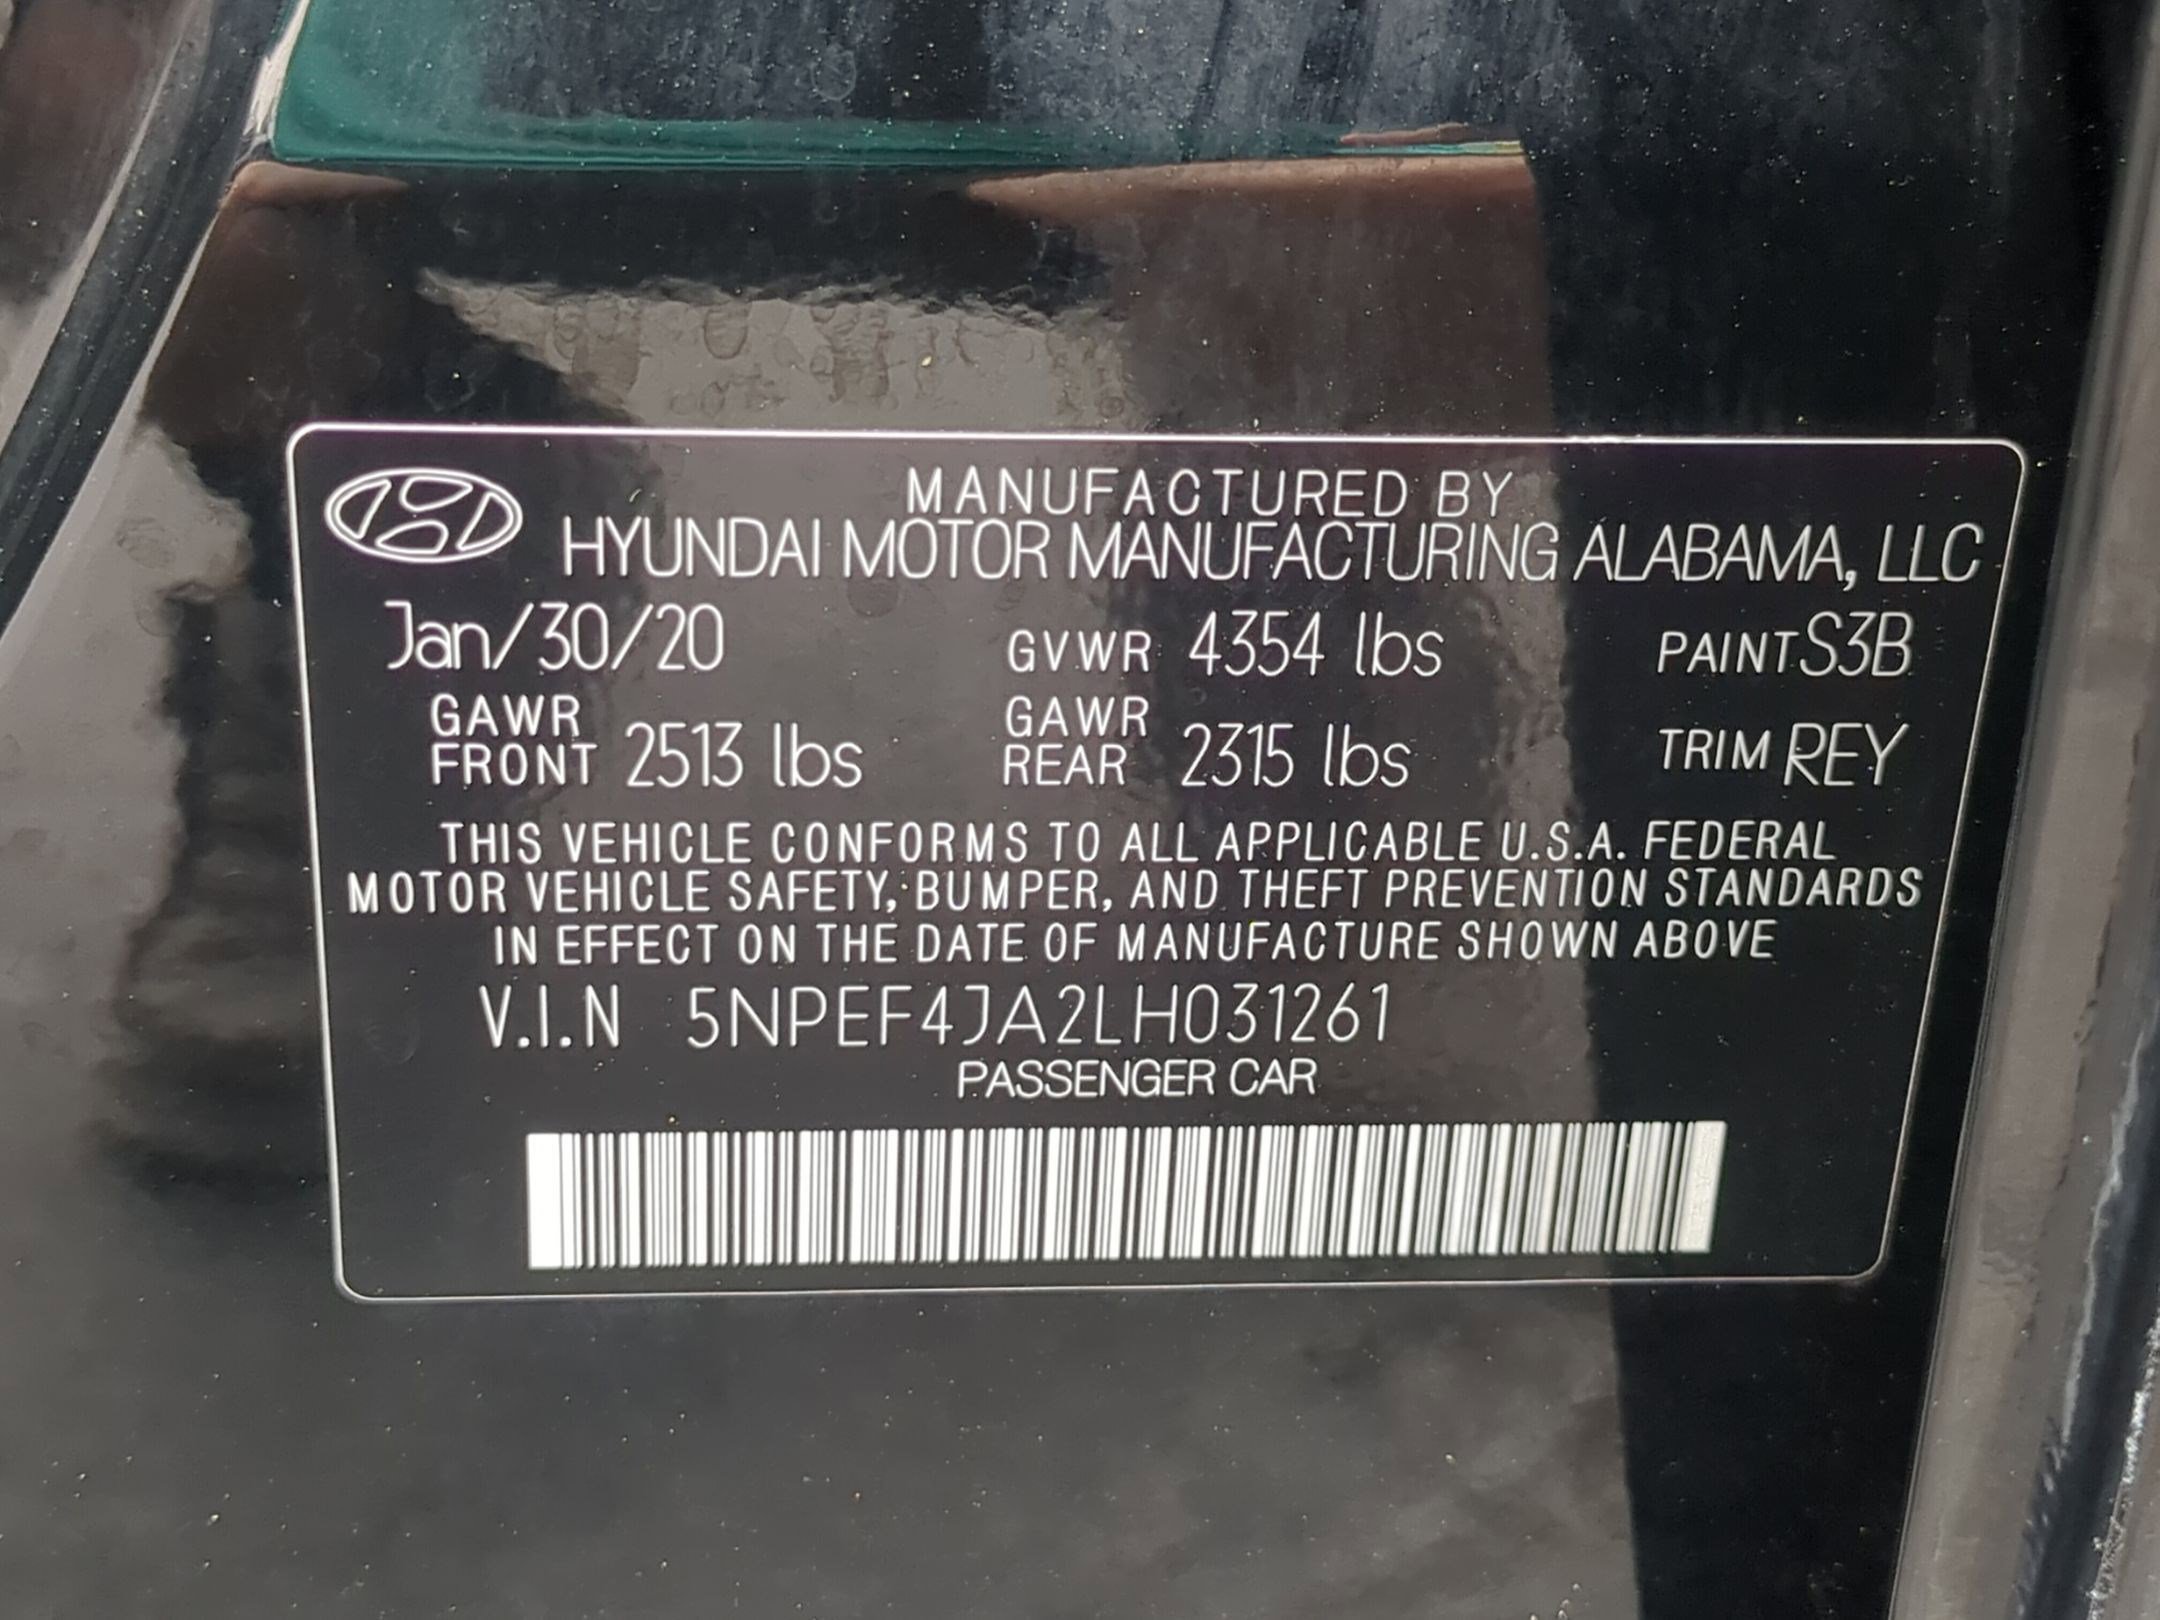 MANUFACTURED BY
HYUNDAI MOTOR MANUFACTURING ALABAMA, LLC
Jan/30/20 GVWR 4354 lbs PAINT S3B
GAWR FRONT 2513 lbs GAWR REAR 2315 lbs TRIM REY
THIS VEHICLE CONFORMS TO ALL APPLICABLE U.S.A. FEDERAL
MOTOR VEHICLE SAFETY, BUMPER, AND THEFT PREVENTION STANDARDS
IN EFFECT ON THE DATE OF MANUFACTURE SHOWN ABOVE
V.I.N 5NPEF4JA2LH031261
PASSENGER CAR